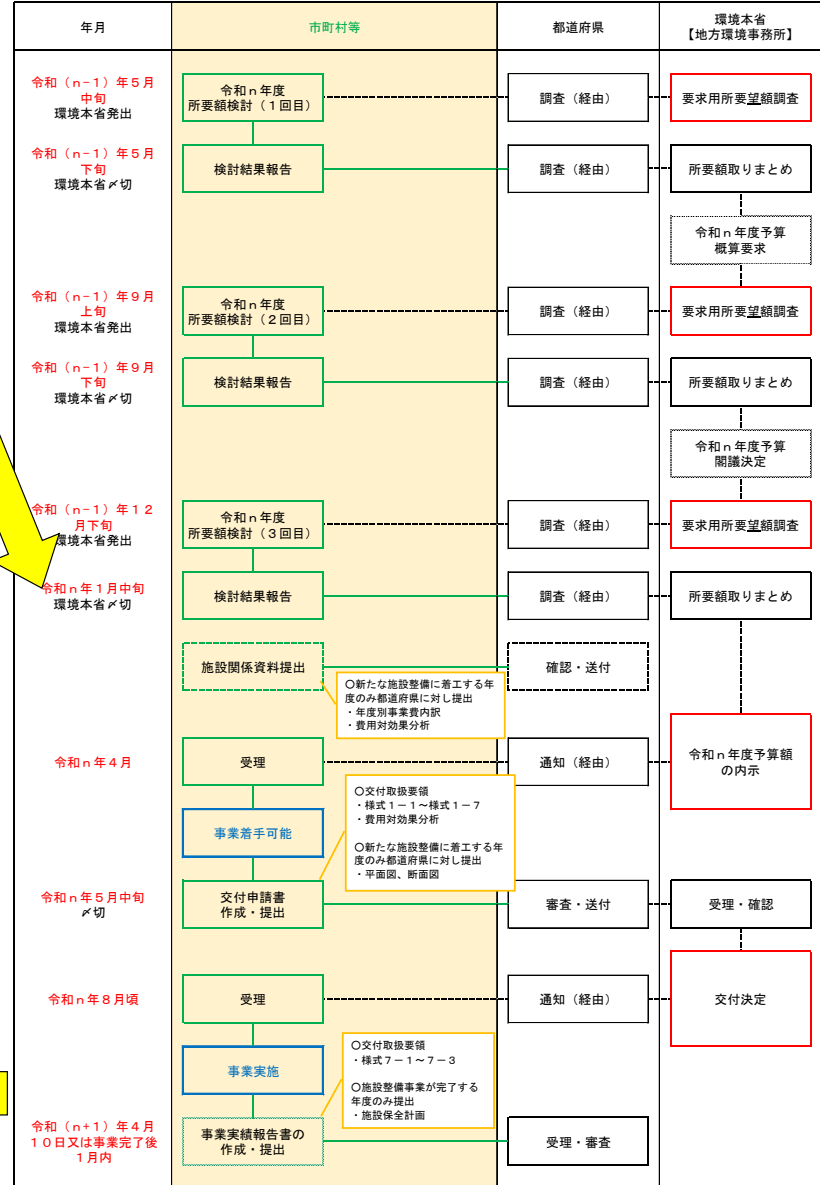 年月
市町村等
都道府県
環境本省
【地方環境事務所】
令和（n-1）年５月
中旬
環境本省発出
令和ｎ年度
所要額検討（１回目）
調査（経由）
要求用所要望額調査
令和（n-1）年５月
下旬
環境本省〆切
検討結果報告
調査（経由）
所要額取りまとめ
令和ｎ年度予算
概算要求
令和（n-1）年９月
上旬
環境本省発出
令和ｎ年度
所要額検討（２回目）
調査（経由）
要求用所要望額調査
令和（n-1）年９月
下旬
環境本省〆切
検討結果報告
調査（経由）
所要額取りまとめ
令和ｎ年度予算
閣議決定
令和（n-1）年１２
月下旬
環境本省発出
令和ｎ年度
所要額検討（３回目）
調査（経由）
要求用所要望額調査
令和ｎ年１月中旬
環境本省〆切
検討結果報告
調査（経由）
所要額取りまとめ
施設関係資料提出
確認・送付
〇新たな施設整備に着工する年
度のみ都道府県に対し提出
・年度別事業費内訳
・費用対効果分析
令和ｎ年４月
受理
通知（経由）
令和ｎ年度予算額
の内示
〇交付取扱要領
・様式１－１～様式１－７
・費用対効果分析
〇新たな施設整備に着工する年
度のみ都道府県に対し提出
・平面図、断面図
事業着手可能
令和ｎ年５月中旬
〆切
交付申請書
作成・提出
審査・送付
受理・確認
令和ｎ年８月頃
受理
通知（経由）
交付決定
〇交付取扱要領
・様式７－１～７－３
〇施設整備事業が完了する
年度のみ提出
・施設保全計画
事業実施
令和（n+1）年４月
１０日又は事業完了後
１月内
事業実績報告書の
作成・提出
受理・審査